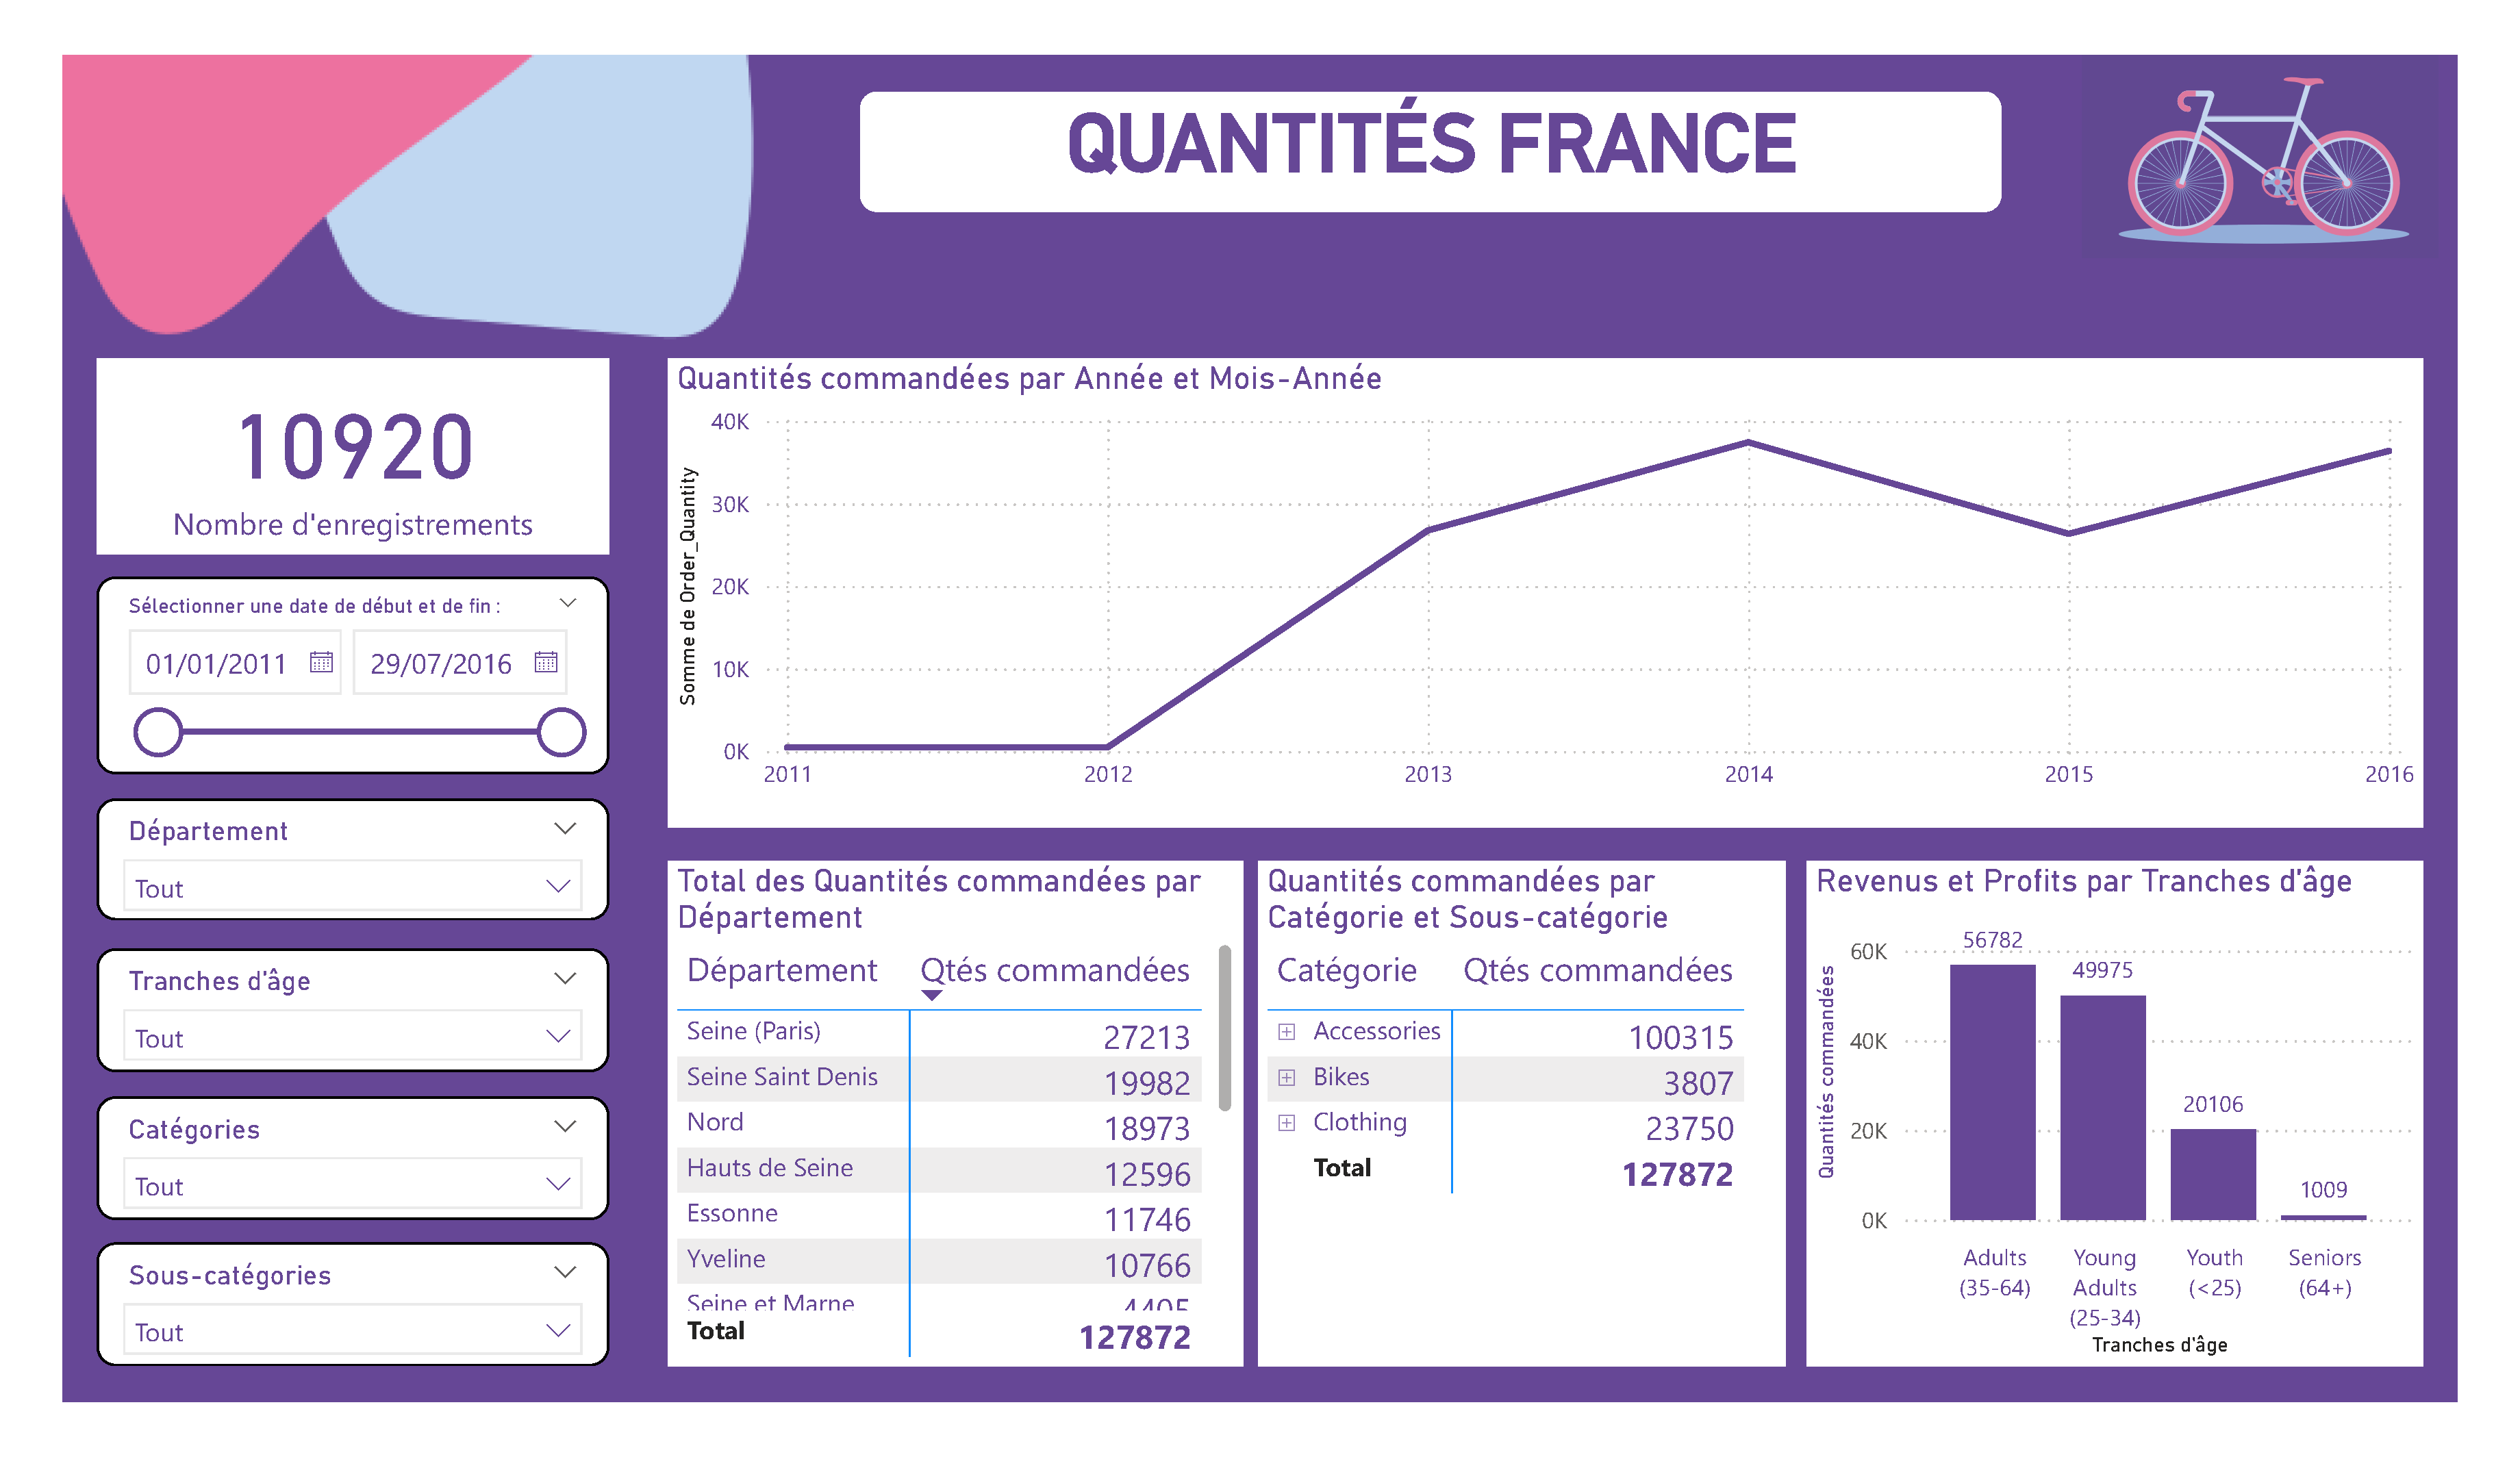 QUANTITÉS FRANCE
10920
Nombre d'enregistrements
Sélectionner une date de début et de fin :
01/01/2011
29/07/2016
Département
Tout
Tranches d'âge
Tout
Catégories
Tout
Sous-catégories
Tout
Quantités commandées par Année et Mois-Année
Somme de Order_Quantity
40K
30K
20K
10K
0K
2011 2012 2013 2014 2015 2016
Total des Quantités commandées par
Département
Département Qtés commandées
Seine (Paris) 27213
Seine Saint Denis 19982
Nord 18973
Hauts de Seine 12596
Essonne 11746
Yveline 10766
Seine et Marne
Total 127872
Quantités commandées par
Catégorie et Sous-catégorie
Catégorie Qtés commandées
Accessories 100315
Bikes 3807
Clothing 23750
Total 127872
Revenus et Profits par Tranches d'âge
Quantités commandées
60K
40K
20K
0K
56782
49975
20106
1009
Adults
(35-64)
Young
Adults
(25-34)
Youth
(<25)
Seniors
(64+)
Tranches d'âge